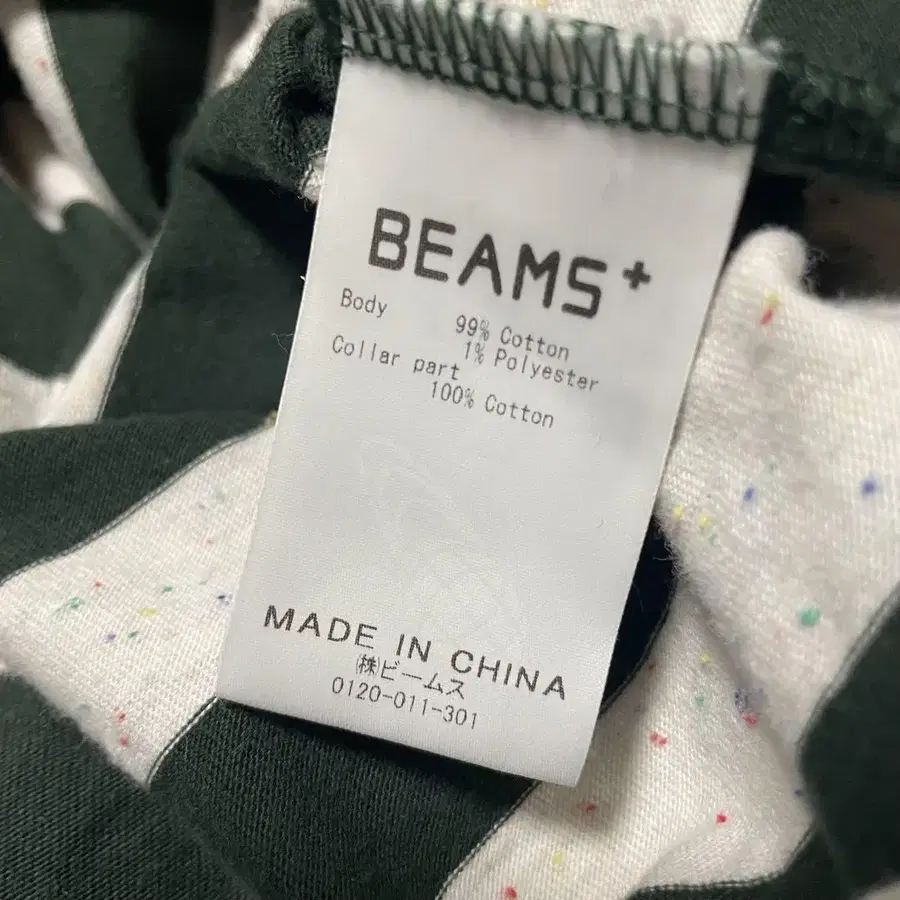 BEAMS+
Body
99% Cotton
1% Polyester
Collar part
100% Cotton
MADE IN CHINA
㈱ビームス
0120-011-301